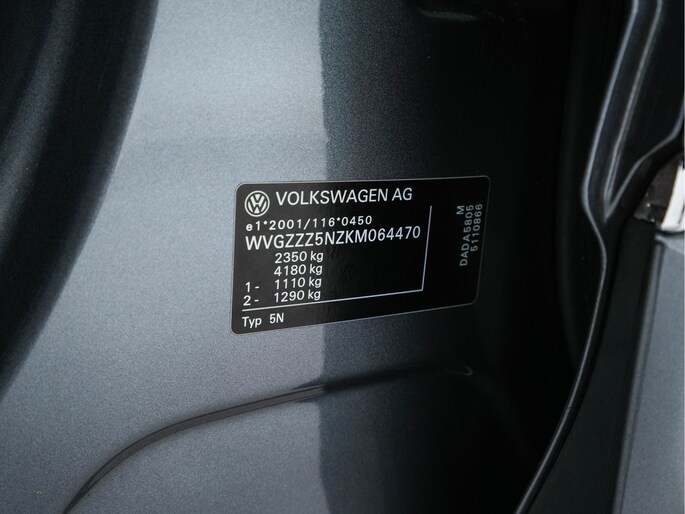 VOLKSWAGEN AG
e1*2001/116*0450
WVGZZZ5NZKM064470
2350 kg
4180 kg
1- 1110 kg
2- 1290 kg
Typ 5N
M
DADA5805
5110866